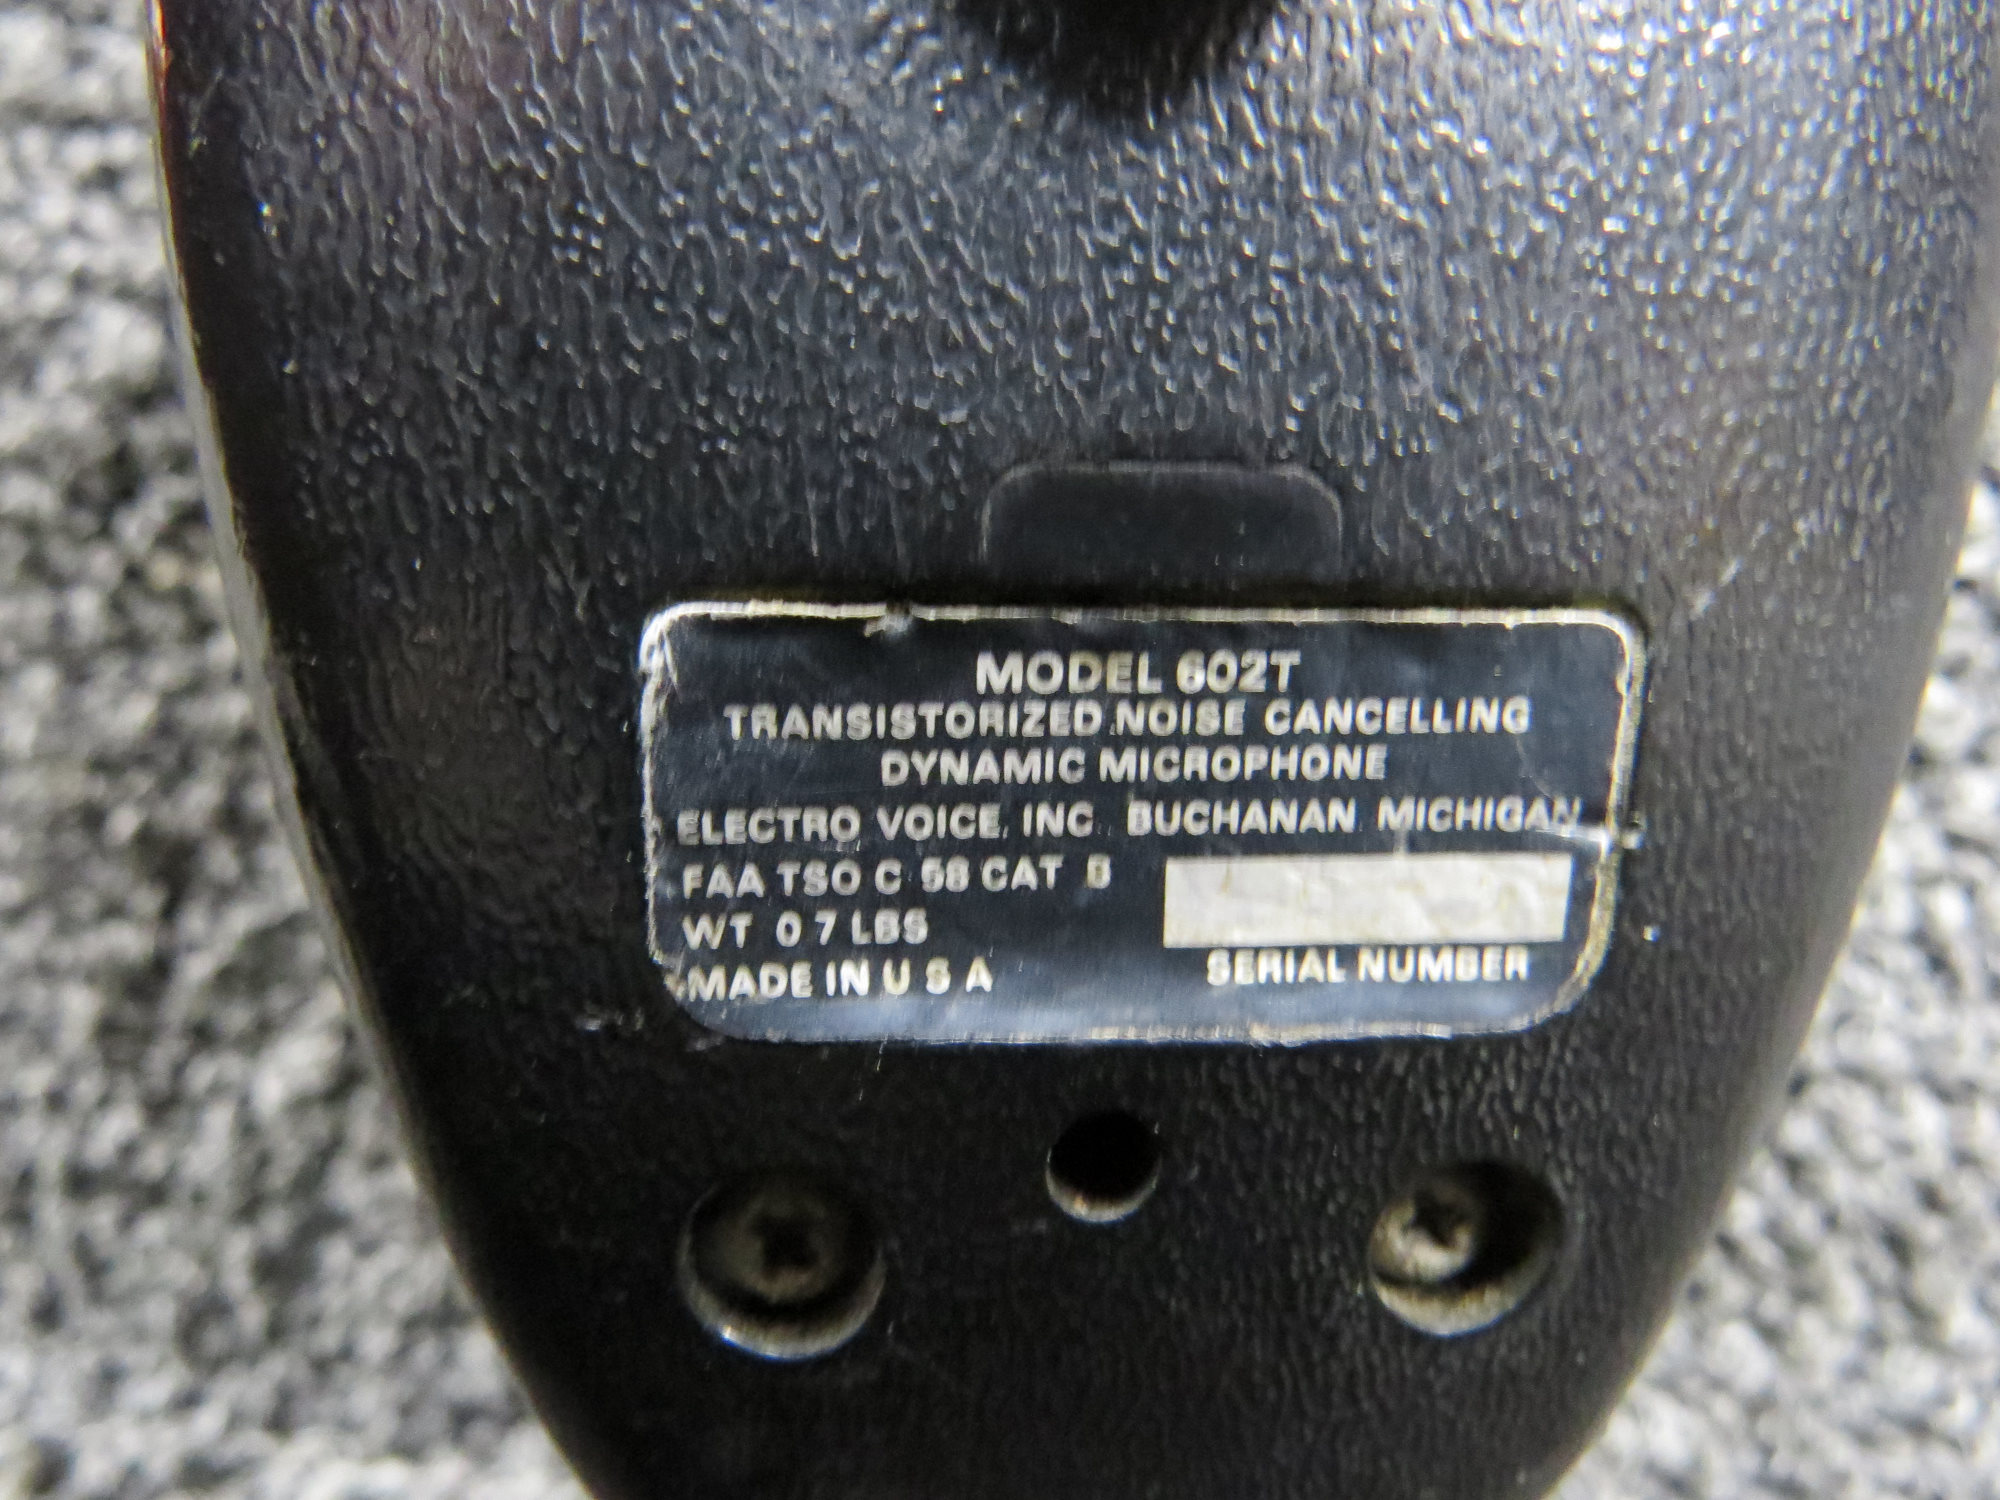 MODEL 602T
TRANSISTORIZED NOISE CANCELLING
DYNAMIC MICROPHONE
ELECTRO VOICE, INC. BUCHANAN, MICHIGAN
FAA TSO C 58 CAT B
WT 0 7 LBS
MADE IN U S A
SERIAL NUMBER